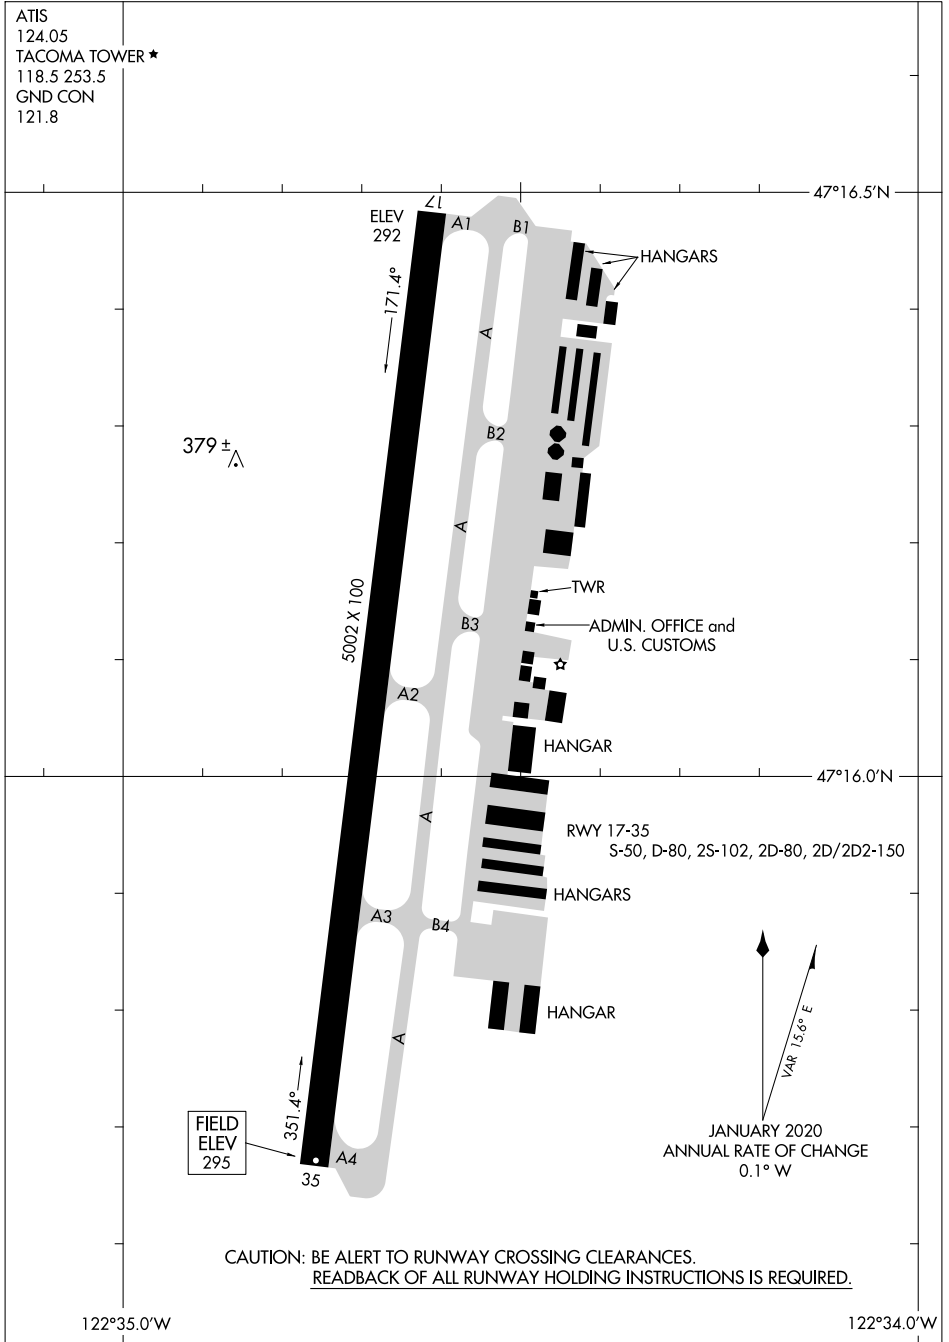 ATIS
124.05
TACOMA TOWER ★
118.5 253.5
GND CON
121.8
47°16.5'N
17
ELEV
292
A1
B1
HANGARS
171.4°
A
B2
379 ±
A
5002 X 100
TWR
B3
ADMIN. OFFICE and
U.S. CUSTOMS
A2
HANGAR
47°16.0'N
A
RWY 17-35
S-50, D-80, 2S-102, 2D-80, 2D/2D2-150
HANGARS
A3
B4
HANGAR
A
VAR 15.6° E
351.4°
FIELD
ELEV
295
A4
35
JANUARY 2020
ANNUAL RATE OF CHANGE
0.1° W
CAUTION: BE ALERT TO RUNWAY CROSSING CLEARANCES.
READBACK OF ALL RUNWAY HOLDING INSTRUCTIONS IS REQUIRED.
122°35.0'W
122°34.0'W